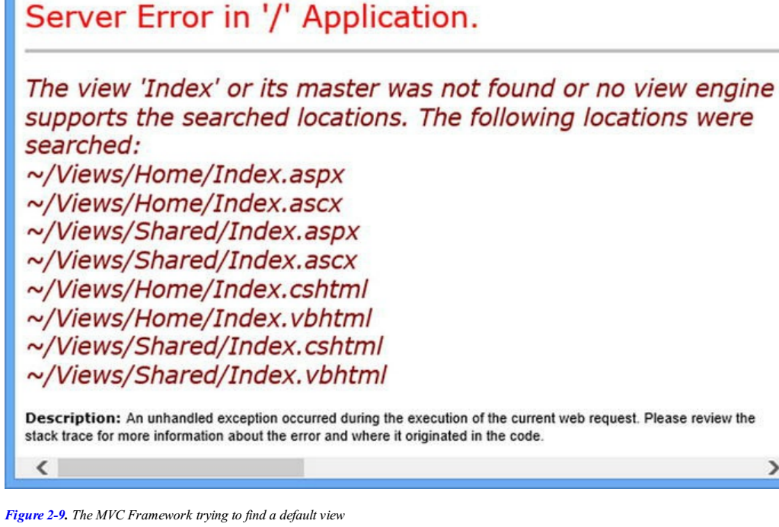 Server Error in '/' Application.
The view 'Index' or its master was not found or no view engine
supports the searched locations. The following locations were
searched:
~/Views/Home/Index.aspx
~/Views/Home/Index.ascx
~/Views/Shared/Index.aspx
~/Views/Shared/Index.ascx
~/Views/Home/Index.cshtml
~/Views/Home/Index.vbhtml
~/Views/Shared/Index.cshtml
~/Views/Shared/Index.vbhtml
Description: An unhandled exception occurred during the execution of the current web request. Please review the
stack trace for more information about the error and where it originated in the code.
Figure 2-9. The MVC Framework trying to find a default view